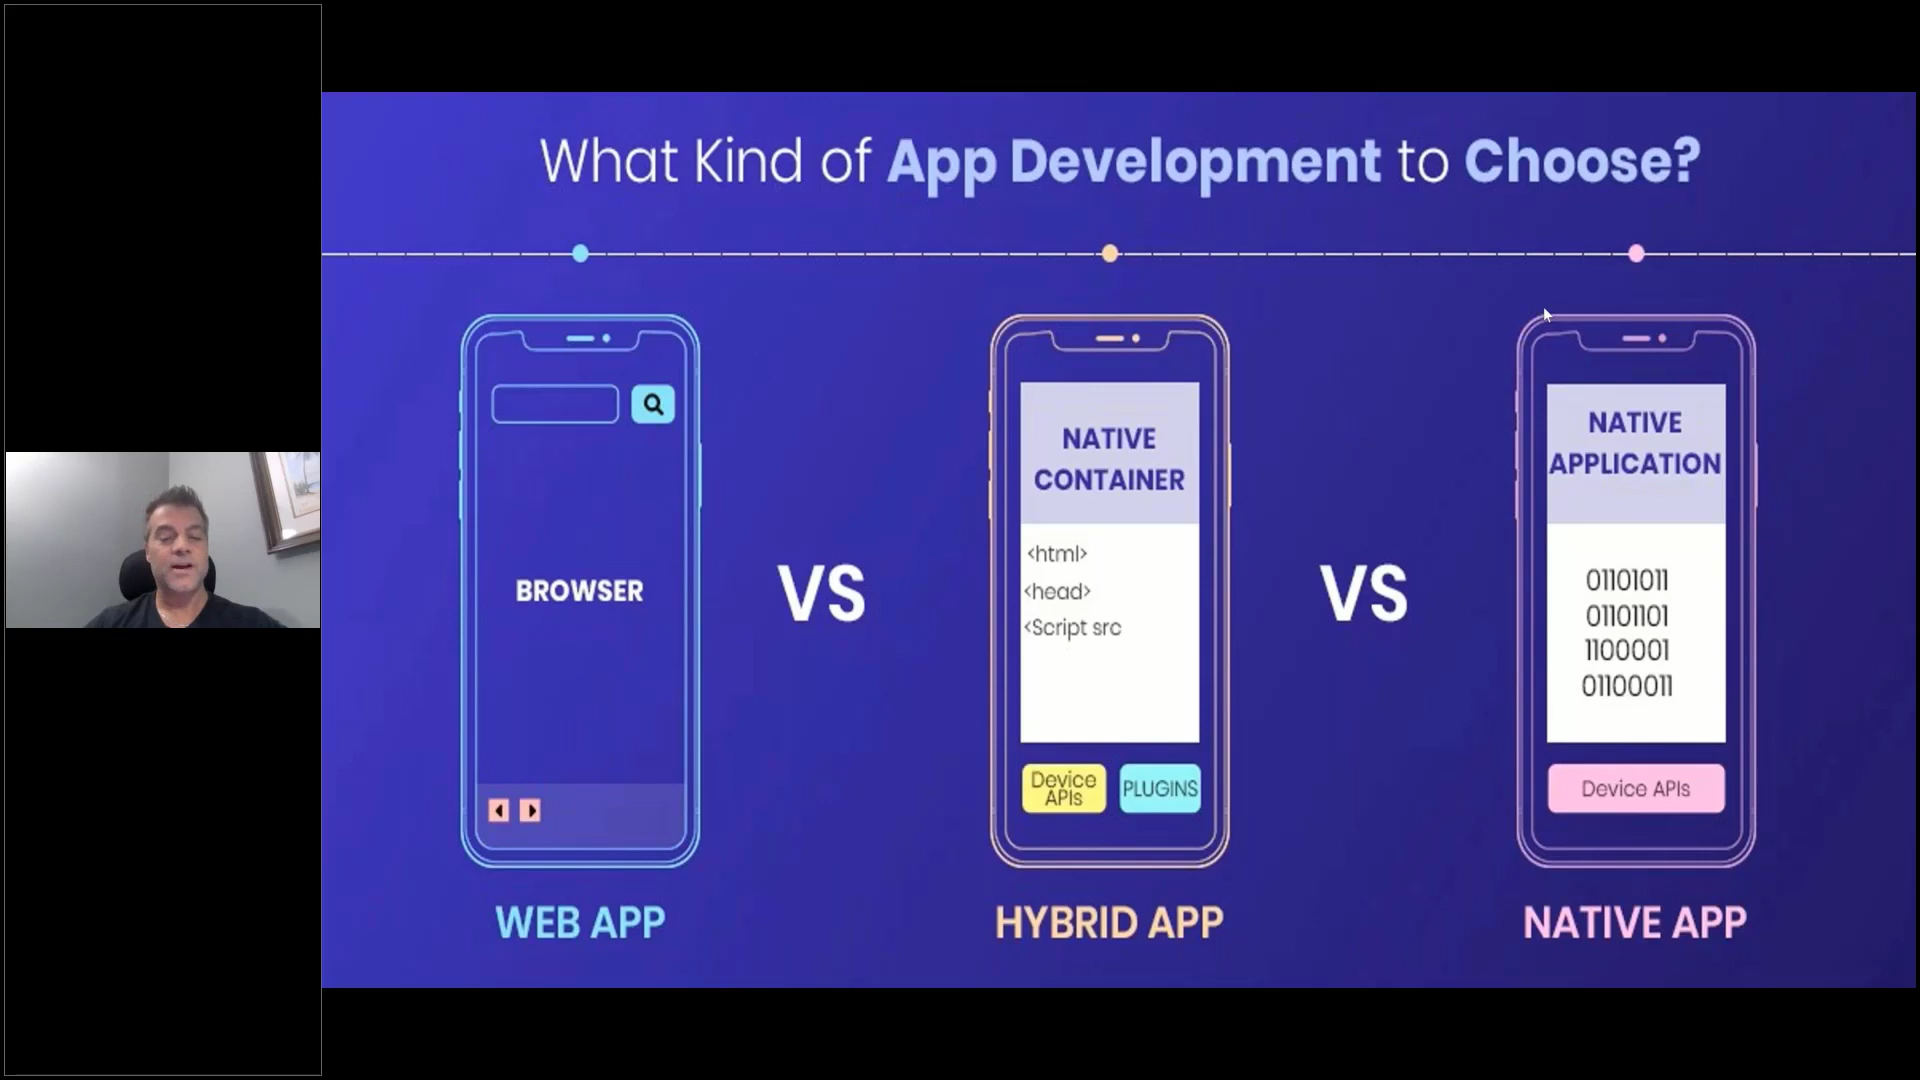 What Kind of App Development to Choose?
BROWSER
WEB APP
VS
NATIVE
CONTAINER
<html>
<head>
<Script src
Device
APIs
PLUGINS
HYBRID APP
VS
NATIVE
APPLICATION
01101011
01101101
1100001
01100011
Device APIs
NATIVE APP